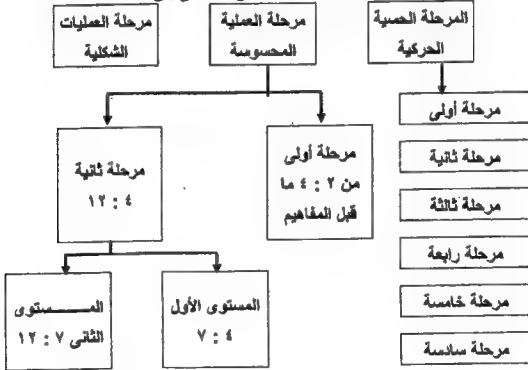 المرحلة الحسية
الحركية
مرحلة العملية
المحسوسة
مرحلة العمليات
الشكلية
مرحلة أولى
مرحلة ثانية
مرحلة ثالثة
مرحلة رابعة
مرحلة خامسة
مرحلة سادسة
مرحلة أولى
من ٢ : ٤ ما
قبل المفاهيم
مرحلة ثانية
٤ : ١٢
المستوى الأول
٤ : ٧
المـــــستوى
الثانى ٧ : ١٢